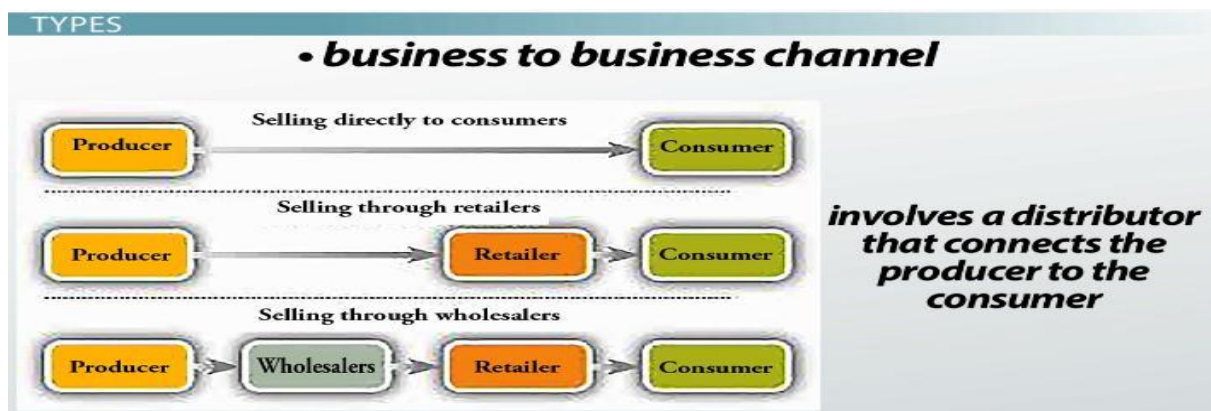 TYPES
• business to business channel
Selling directly to consumers
Producer
Consumer
Selling through retailers
Producer
Retailer
Consumer
Selling through wholesalers
Producer
Wholesalers
Retailer
Consumer
involves a distributor
that connects the
producer to the
consumer